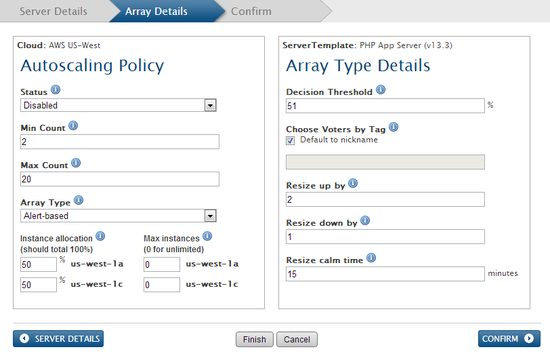 Server Details
Array Details
Confirm
Cloud: AWS US-West
Autoscaling Policy
Status
Disabled
Min Count
2
Max Count
20
Array Type
Alert-based
Instance allocation
(should total 100%)
Max instances
(0 for unlimited)
50 % us-west-1a
0 us-west-1a
50 % us-west-1c
0 us-west-1c
ServerTemplate: PHP App Server (v13.3)
Array Type Details
Decision Threshold
51 %
Choose Voters by Tag
Default to nickname
Resize up by
2
Resize down by
1
Resize calm time
15 minutes
SERVER DETAILS
Finish
Cancel
CONFIRM